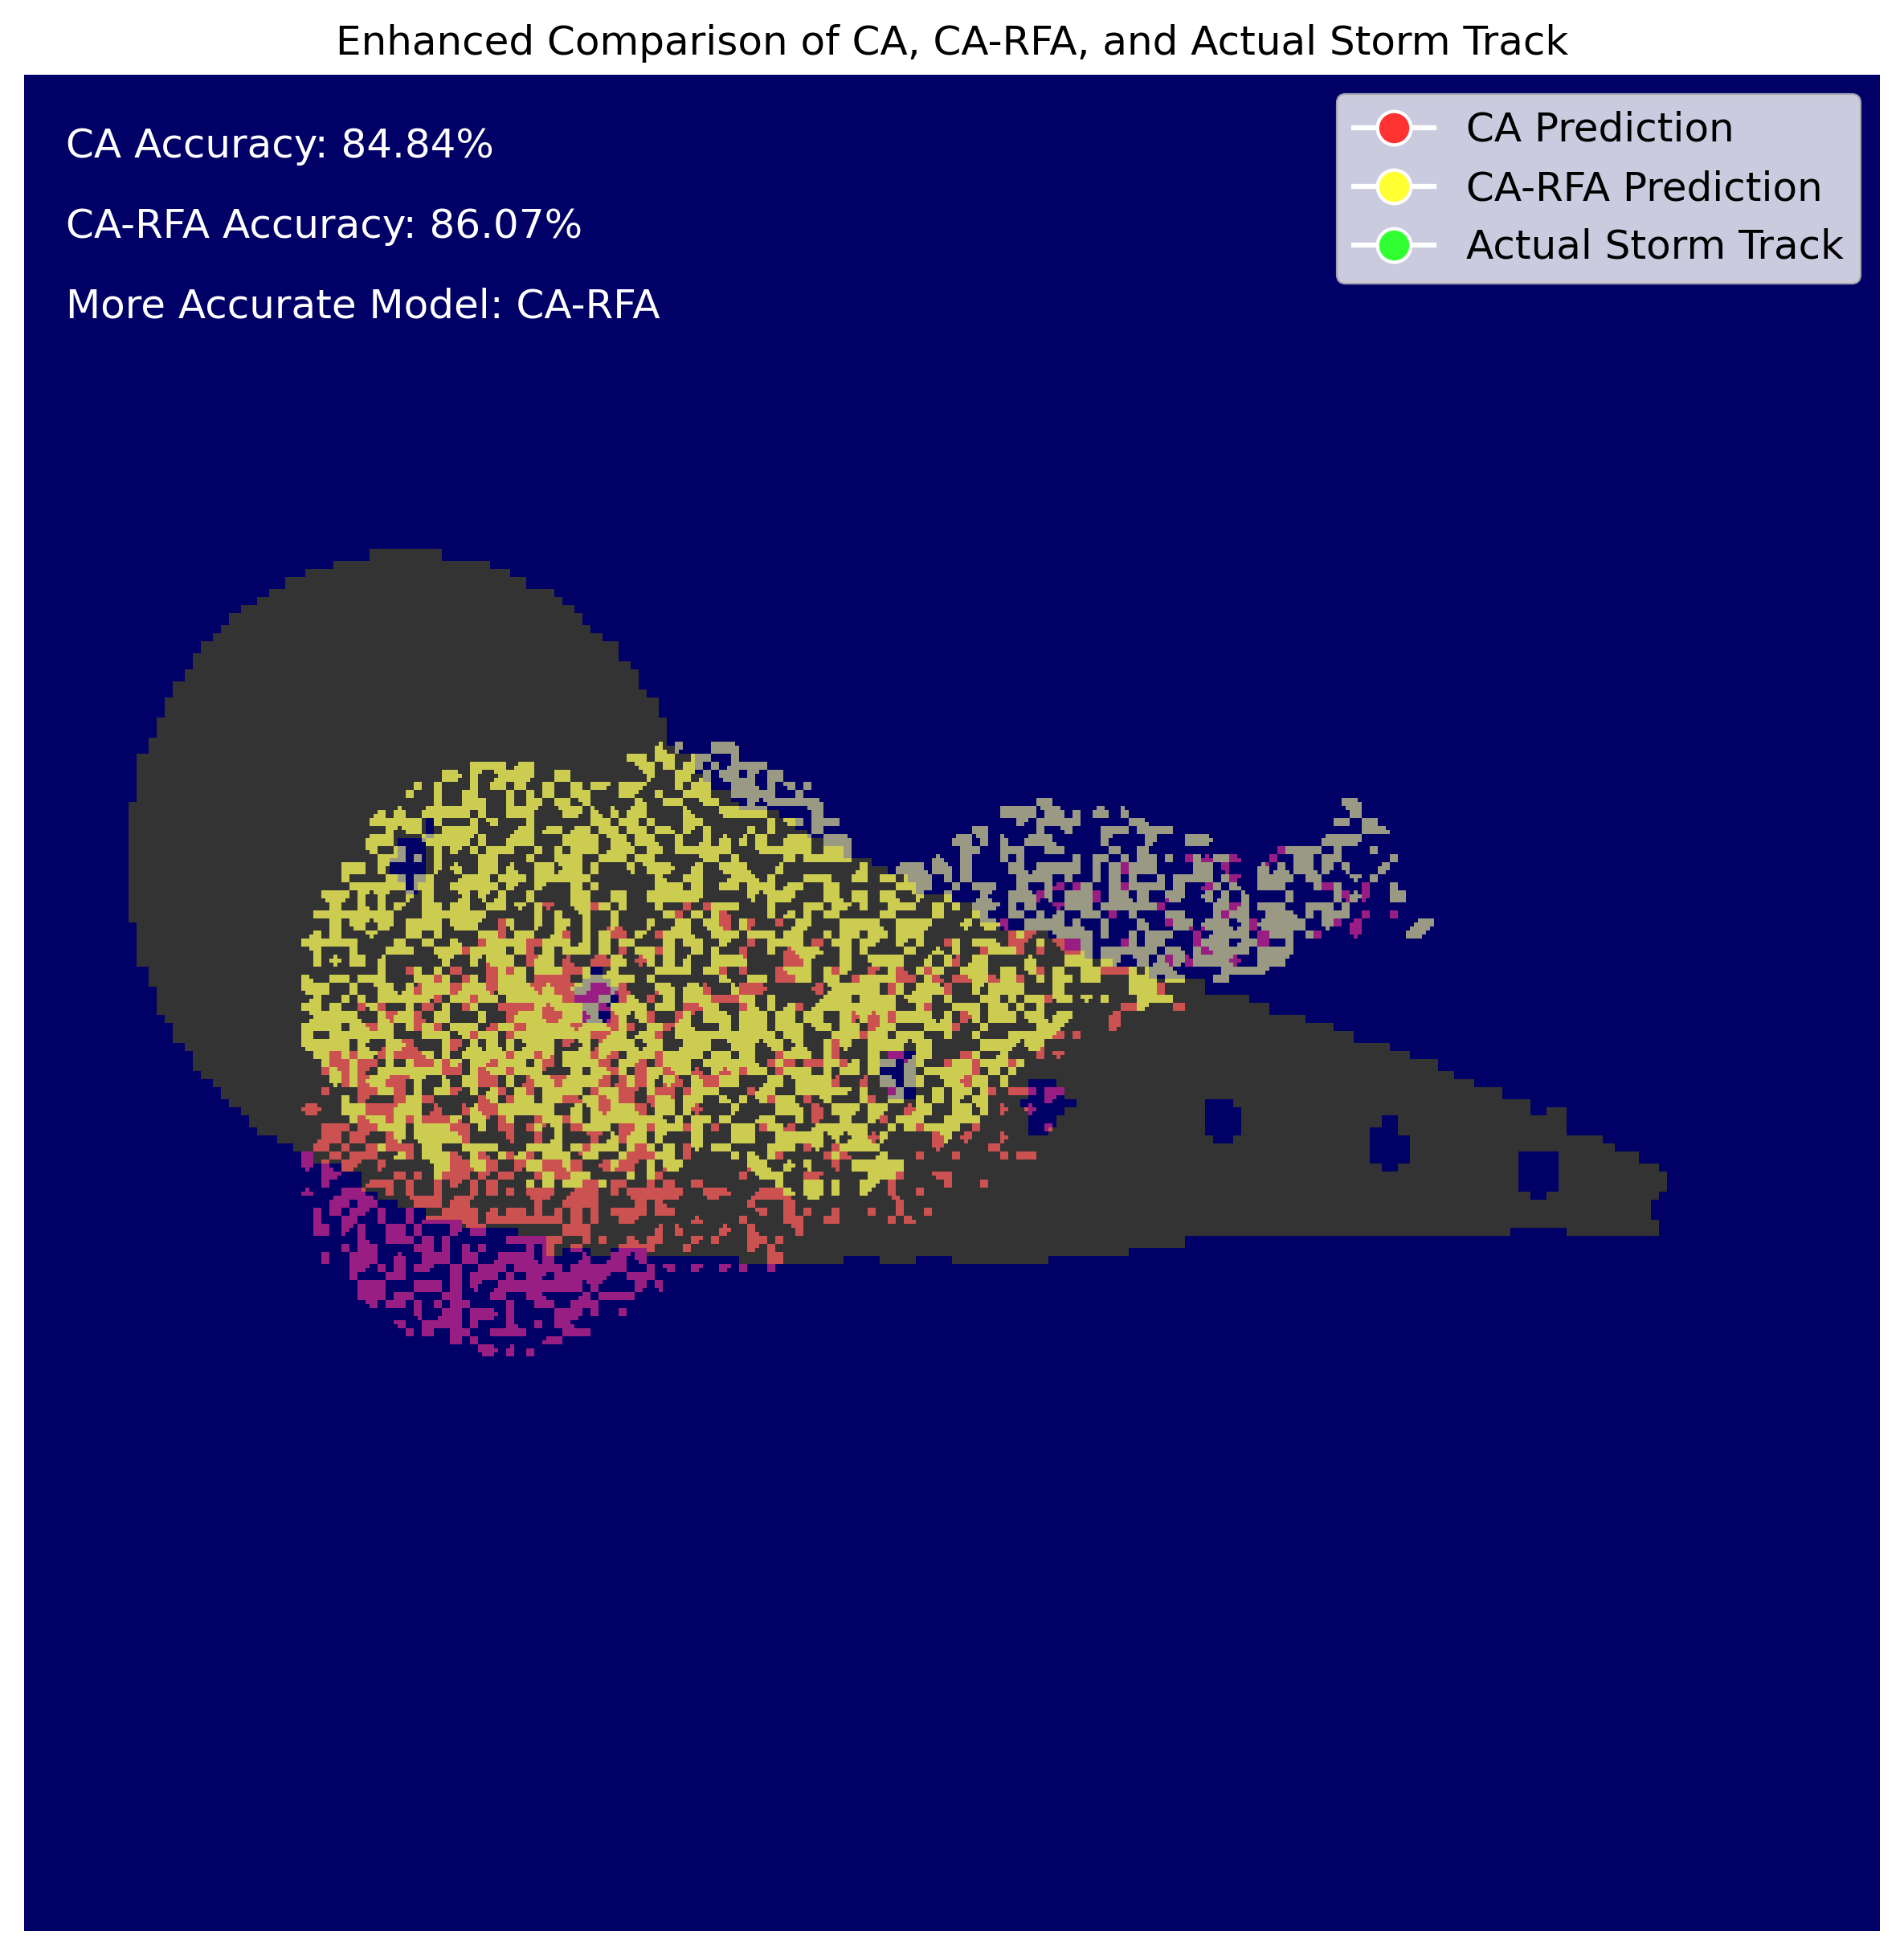 Enhanced Comparison of CA, CA-RFA, and Actual Storm Track
CA Accuracy: 84.84%
CA-RFA Accuracy: 86.07%
More Accurate Model: CA-RFA
CA Prediction
CA-RFA Prediction
Actual Storm Track